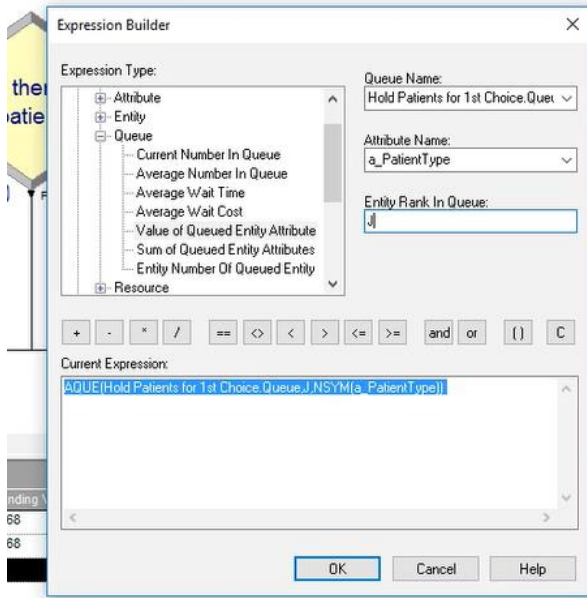 Expression Builder
Expression Type:
Attribute
Entity
Queue
Current Number In Queue
Average Number In Queue
Average Wait Time
Average Wait Cost
Value of Queued Entity Attribute
Sum of Queued Entity Attributes
Entity Number Of Queued Entity
Resource
Queue Name:
Hold Patients for 1st Choice.Queu
Attribute Name:
a_PatientType
Entity Rank In Queue:
J
+ - * / == <> < > <= >= and or () C
Current Expression:
AQUE(Hold Patients for 1st Choice.Queue,J,NSYM(a_PatientType))
OK Cancel Help
ther
patie
nding V
68
68